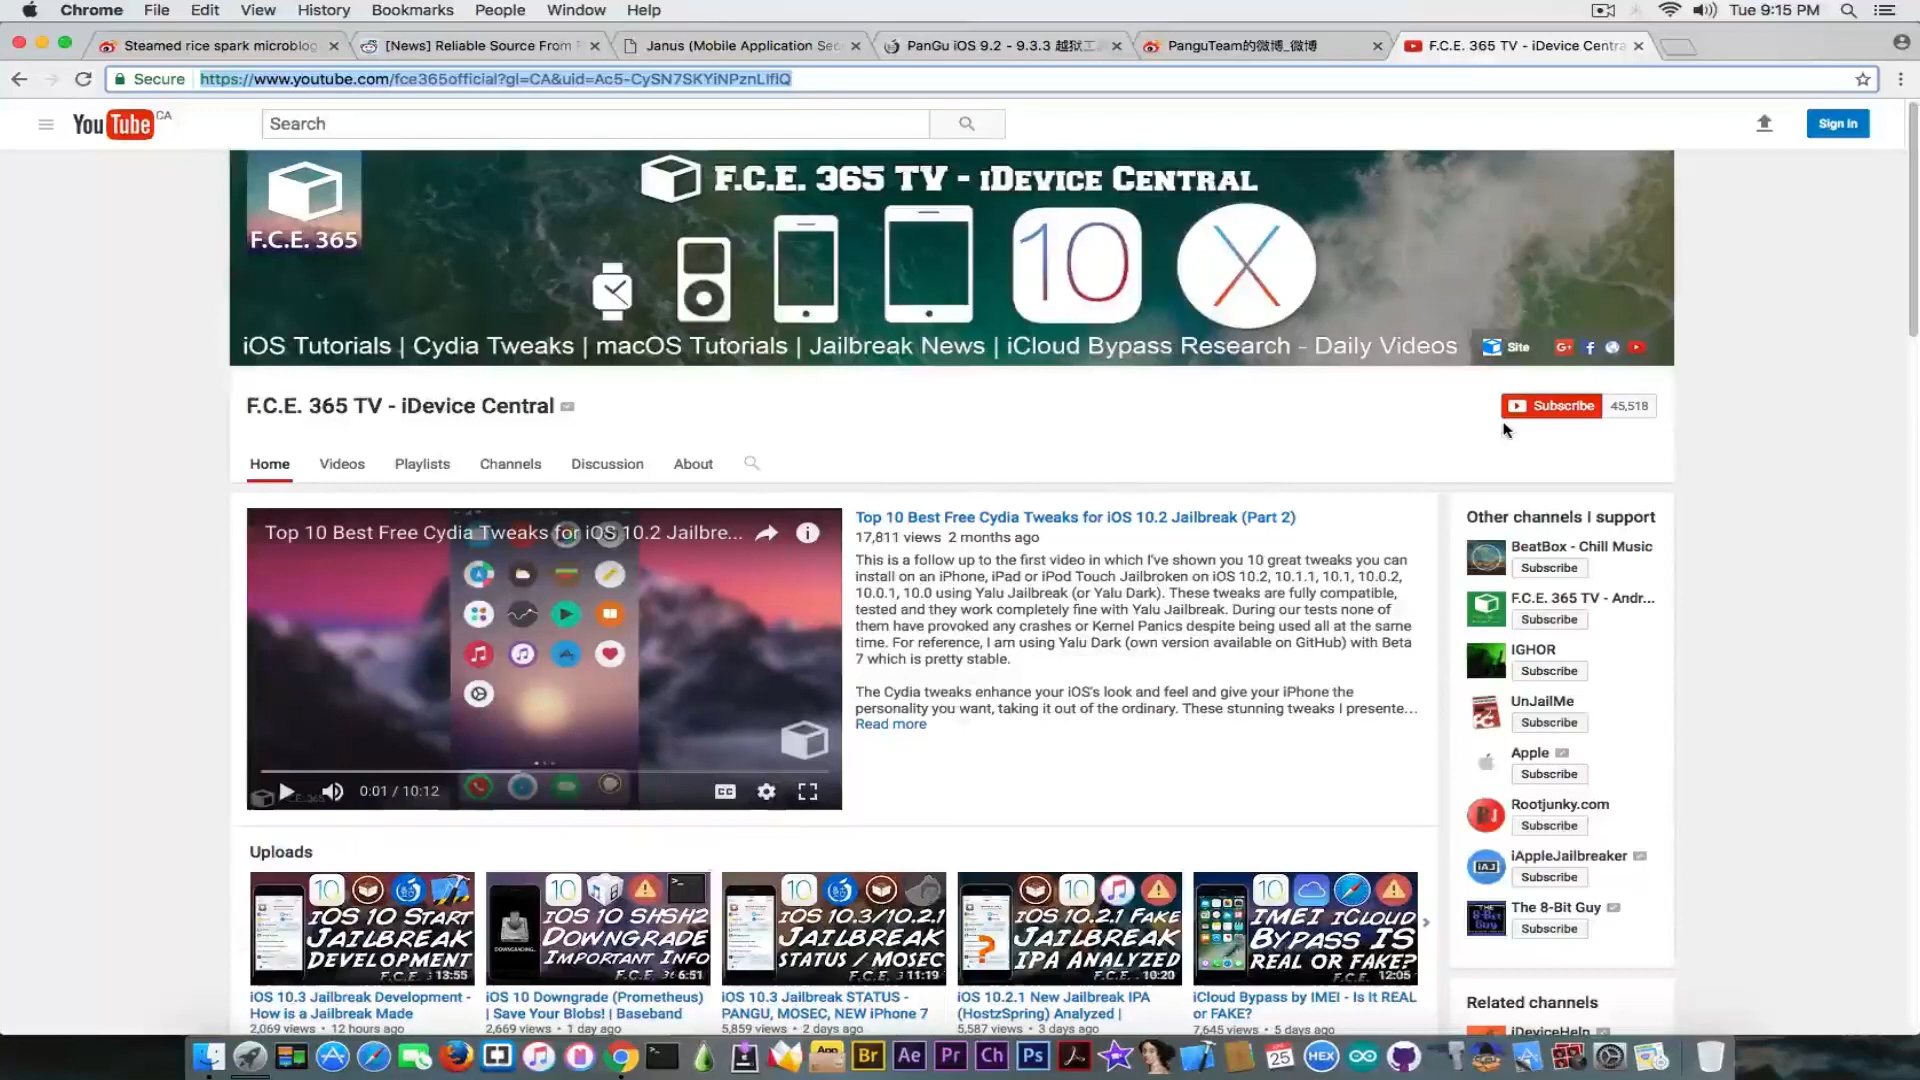 Chrome File Edit View History Bookmarks People Window Help Tue 9:15 PM
Steamed rice spark microblog [News] Reliable Source From Janus (Mobile Application Sec PanGu iOS 9.2 - 9.3.3 越狱工 PanguTeam的微博_微博 F.C.E. 365 TV - iDevice Centra
Secure https://www.youtube.com/fce365official?gl=CA&uid=Ac5-CySN7SKYiNPznLIfIQ
YouTube CA Search Sign in
F.C.E. 365
F.C.E. 365 TV - iDevice Central
10 X
iOS Tutorials | Cydia Tweaks | macOS Tutorials | Jailbreak News | iCloud Bypass Research - Daily Videos Site G+ f
F.C.E. 365 TV - iDevice Central Subscribe 45,518
Home Videos Playlists Channels Discussion About
Top 10 Best Free Cydia Tweaks for iOS 10.2 Jailbre...
0:01 / 10:12 CC
Top 10 Best Free Cydia Tweaks for iOS 10.2 Jailbreak (Part 2)
17,811 views 2 months ago
This is a follow up to the first video in which I've shown you 10 great tweaks you can
install on an iPhone, iPad or iPod Touch Jailbroken on iOS 10.2, 10.1.1, 10.1, 10.0.2,
10.0.1, 10.0 using Yalu Jailbreak (or Yalu Dark). These tweaks are fully compatible,
tested and they work completely fine with Yalu Jailbreak. During our tests none of
them have provoked any crashes or Kernel Panics despite being used all at the same
time. For reference, I am using Yalu Dark (own version available on GitHub) with Beta
7 which is pretty stable.
The Cydia tweaks enhance your iOS's look and feel and give your iPhone the
personality you want, taking it out of the ordinary. These stunning tweaks I presente...
Read more
Other channels I support
BeatBox - Chill Music
Subscribe
F.C.E. 365 TV - Andr...
Subscribe
IGHOR
Subscribe
UnJailMe
Subscribe
Apple
Subscribe
Rootjunky.com
Subscribe
iAppleJailbreaker
Subscribe
The 8-Bit Guy
Subscribe
Related channels
iDeviceHelp
Uploads
iOS 10 Start
Jailbreak
Development
F.C.E. 13:55
iOS 10.3 Jailbreak Development -
How is a Jailbreak Made
2,069 views • 12 hours ago
iOS 10 SHSH2
Downgrade
Important Info
F.C.E. 36 6:51
iOS 10 Downgrade (Prometheus)
| Save Your Blobs! | Baseband
2,669 views • 1 day ago
iOS 10.3/10.2.1
Jailbreak
Status / Mosec
F.C.E. 3 11:19
iOS 10.3 Jailbreak STATUS -
PANGU, MOSEC, NEW iPhone 7
5,859 views • 2 days ago
iOS 10.2.1 Fake
Jailbreak
IPA Analyzed
F.C.E. 10:20
iOS 10.2.1 New Jailbreak IPA
(HostzSpring) Analyzed |
5,587 views • 3 days ago
IMEI iCloud
Bypass Is
Real or Fake?
F.C.E. 12:05
iCloud Bypass by IMEI - Is It REAL
or FAKE?
7,645 views • 5 days ago
App Br Ae Pr Ch Ps APR 25 HEX